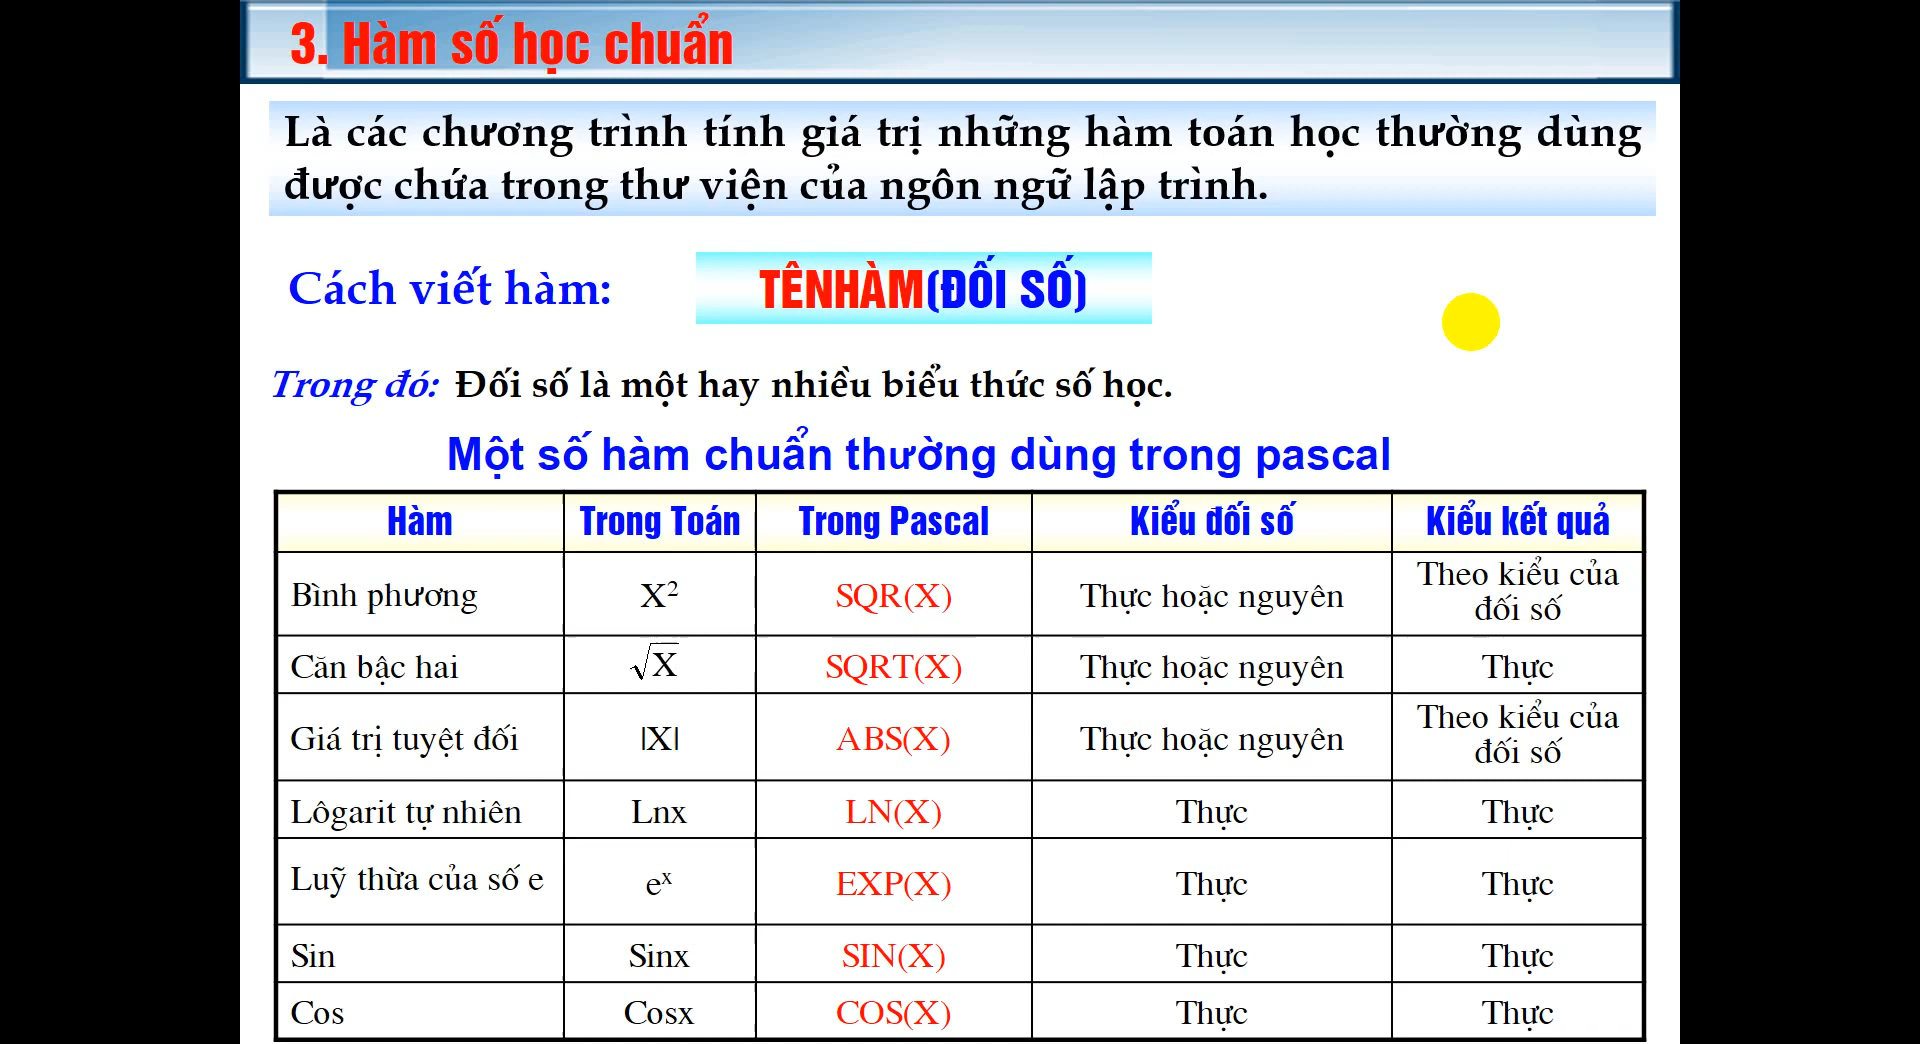 3. Hàm số học chuẩn
Là các chương trình tính giá trị những hàm toán học thường dùng
được chứa trong thư viện của ngôn ngữ lập trình.
Cách viết hàm: TÊNHÀM(ĐỐI SỐ)
Trong đó: Đối số là một hay nhiều biểu thức số học.
Một số hàm chuẩn thường dùng trong pascal
Hàm Trong Toán Trong Pascal Kiểu đối số Kiểu kết quả
Bình phương X² SQR(X) Thực hoặc nguyên Theo kiểu của đối số
Căn bậc hai √X SQRT(X) Thực hoặc nguyên Thực
Giá trị tuyệt đối |X| ABS(X) Thực hoặc nguyên Theo kiểu của đối số
Lôgarit tự nhiên Lnx LN(X) Thực Thực
Luỹ thừa của số e eˣ EXP(X) Thực Thực
Sin Sinx SIN(X) Thực Thực
Cos Cosx COS(X) Thực Thực